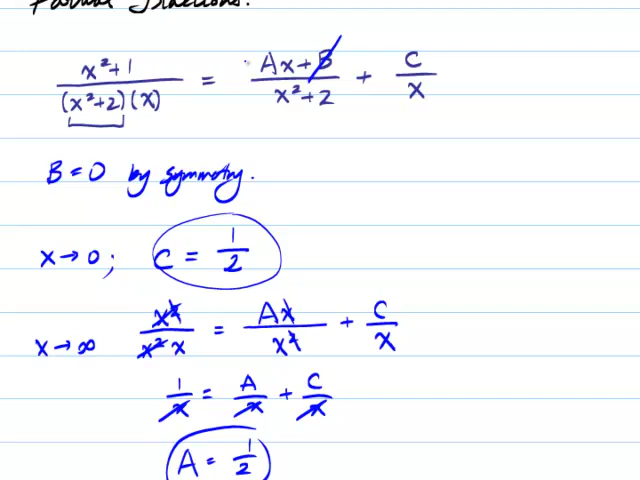 Partial Fractions:
x²+1 / (x²+2)(x) = Ax+B / x²+2 + C / x
B=0 by symmetry.
x→0; C = 1/2
x→∞ x² / x² x = Ax / x² + C / x
1/x = A/x + C/x
A = 1/2